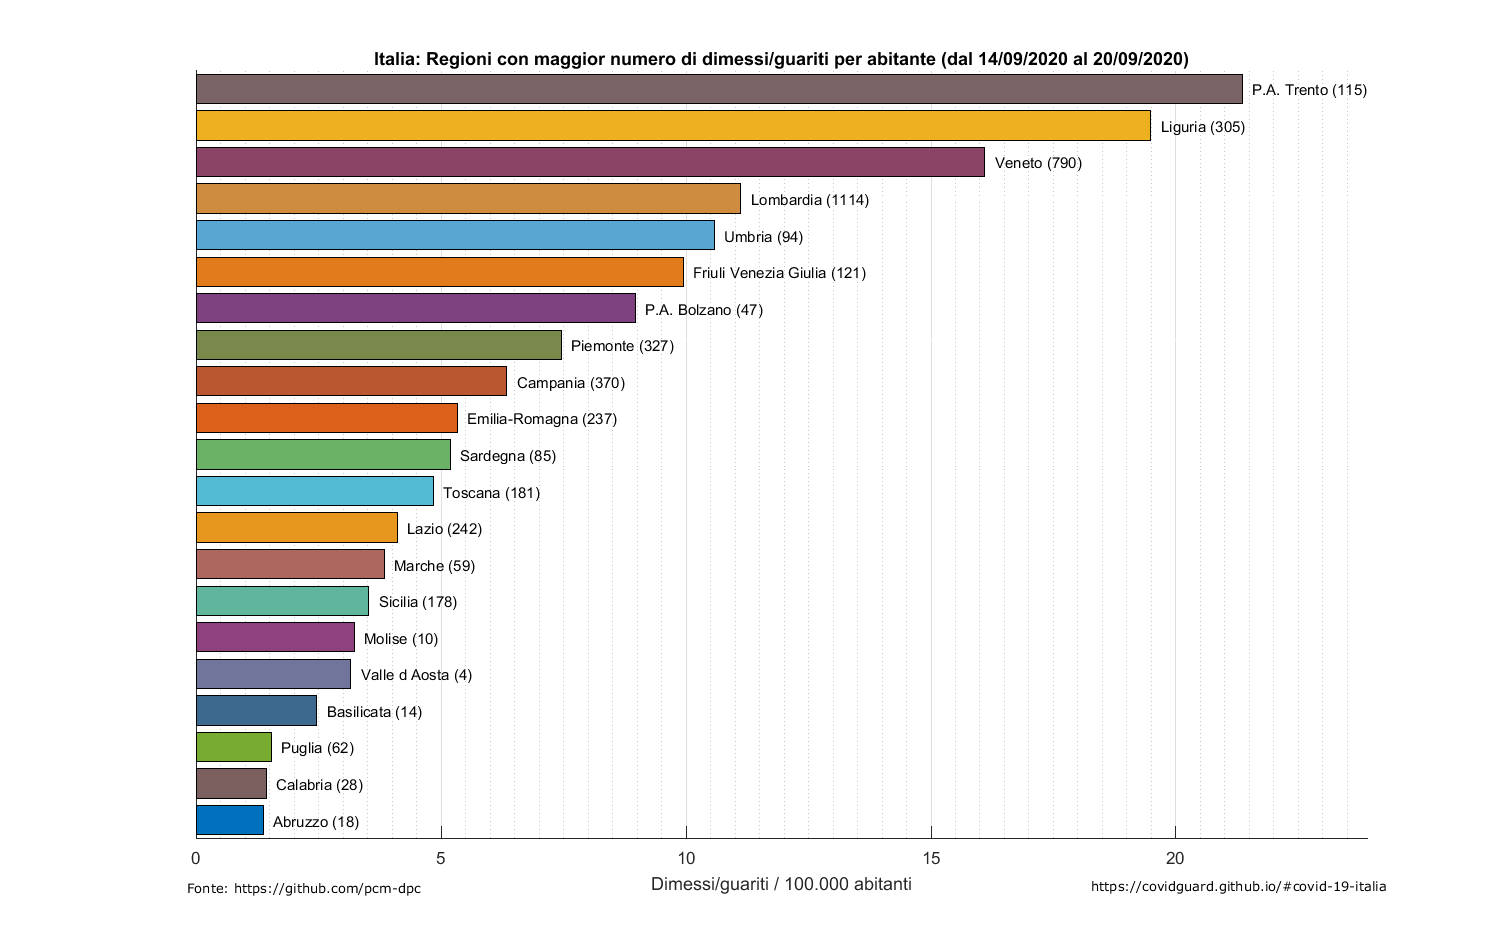 Italia: Regioni con maggior numero di dimessi/guariti per abitante (dal 14/09/2020 al 20/09/2020)
P.A. Trento (115)
Liguria (305)
Veneto (790)
Lombardia (1114)
Umbria (94)
Friuli Venezia Giulia (121)
P.A. Bolzano (47)
Piemonte (327)
Campania (370)
Emilia-Romagna (237)
Sardegna (85)
Toscana (181)
Lazio (242)
Marche (59)
Sicilia (178)
Molise (10)
Valle d Aosta (4)
Basilicata (14)
Puglia (62)
Calabria (28)
Abruzzo (18)
0 5 10 15 20
Dimessi/guariti / 100.000 abitanti
Fonte: https://github.com/pcm-dpc
https://covidguard.github.io/#covid-19-italia